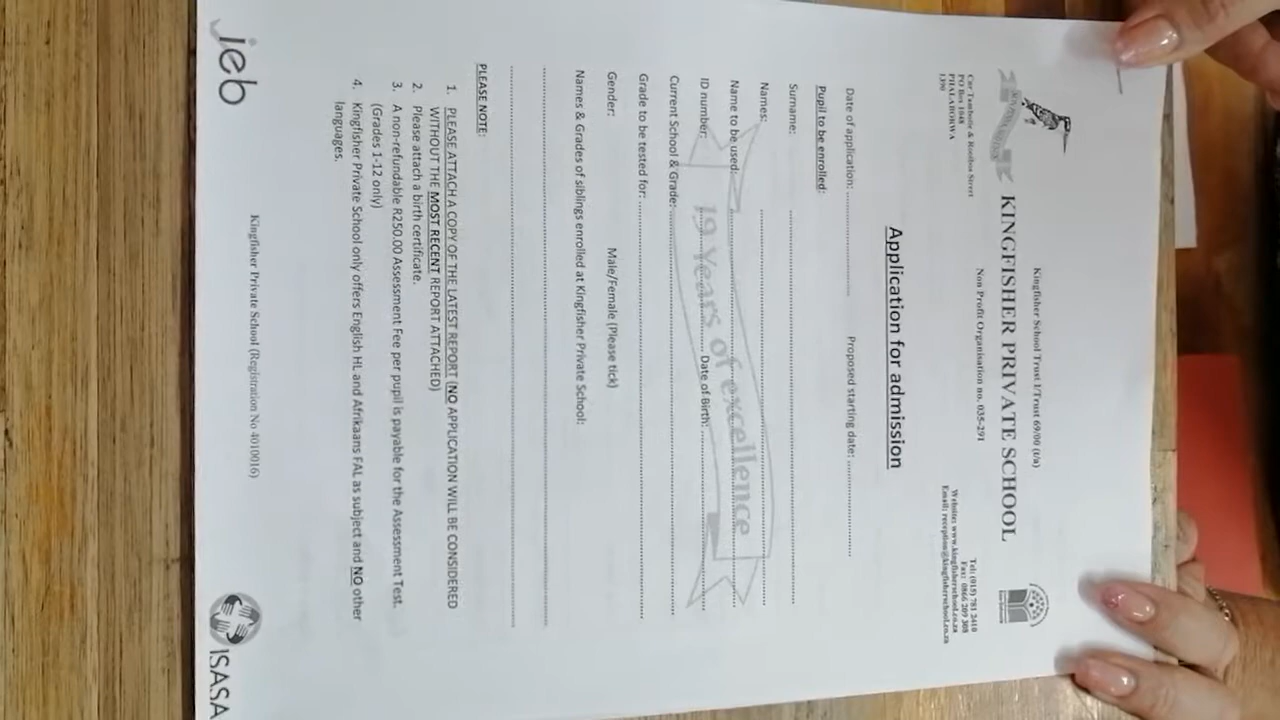 Kingfisher School Trust I/Trust 69/00 (t/a)
KINGFISHER PRIVATE SCHOOL
Non Profit Organisation no. 035-291
Cnr Tambotie & Rooibos Street
PO Box 1048
PHALABORWA
1390
Tel: (015) 781 2410
Fax: 0866 209 308
Website: www.kingfisherschool.co.za
Email: reception@kingfisherschool.co.za
Application for admission
Date of application: .................... Proposed starting date: ....................
Pupil to be enrolled:
Surname: ....................
Names: ....................
Name to be used: ....................
ID number: .................... Date of Birth: ....................
19 Years of excellence
Current School & Grade: ....................
Grade to be tested for: ....................
Gender: Male/Female (Please tick)
Names & Grades of siblings enrolled at Kingfisher Private School:
PLEASE NOTE:
1. PLEASE ATTACH A COPY OF THE LATEST REPORT (NO APPLICATION WILL BE CONSIDERED
WITHOUT THE MOST RECENT REPORT ATTACHED)
2. Please attach a birth certificate.
3. A non-refundable R250.00 Assessment Fee per pupil is payable for the Assessment Test.
(Grades 1-12 only)
4. Kingfisher Private School only offers English HL and Afrikaans FAL as subject and NO other
languages.
Kingfisher Private School (Registration No 4010016)
jeb
ISASA